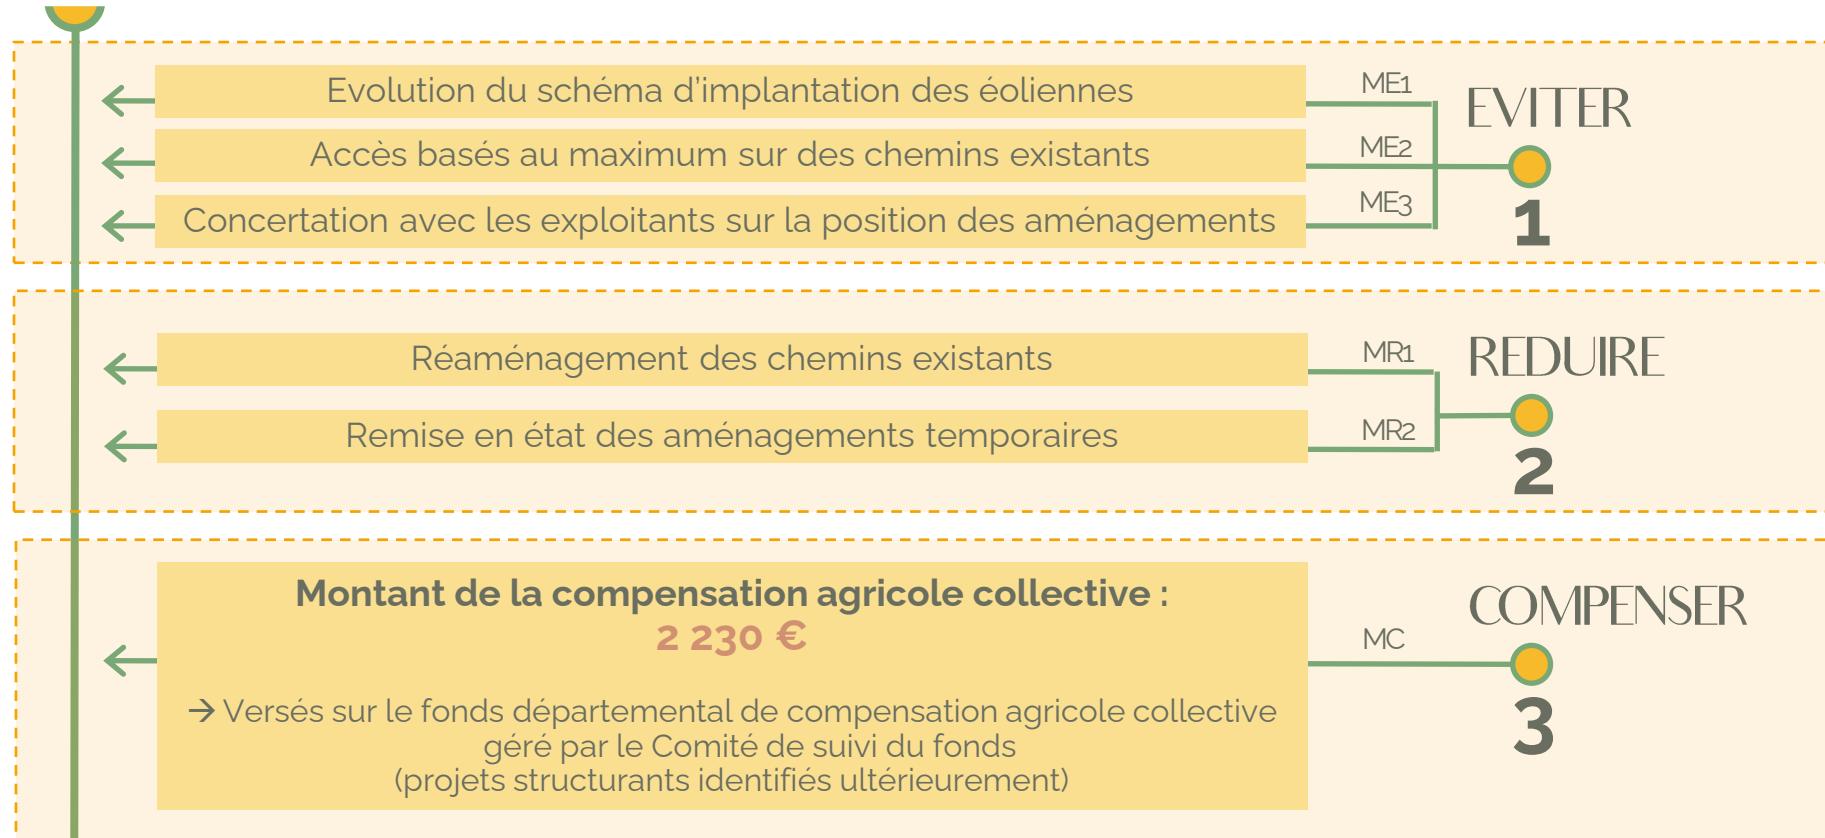 Evolution du schéma d'implantation des éoliennes
ME1
EVITER
Accès basés au maximum sur des chemins existants
ME2
Concertation avec les exploitants sur la position des aménagements
ME3
1
Réaménagement des chemins existants
MR1
REDUIRE
Remise en état des aménagements temporaires
MR2
2
Montant de la compensation agricole collective :
2 230 €
MC
COMPENSER
3
→ Versés sur le fonds départemental de compensation agricole collective
géré par le Comité de suivi du fonds
(projets structurants identifiés ultérieurement)